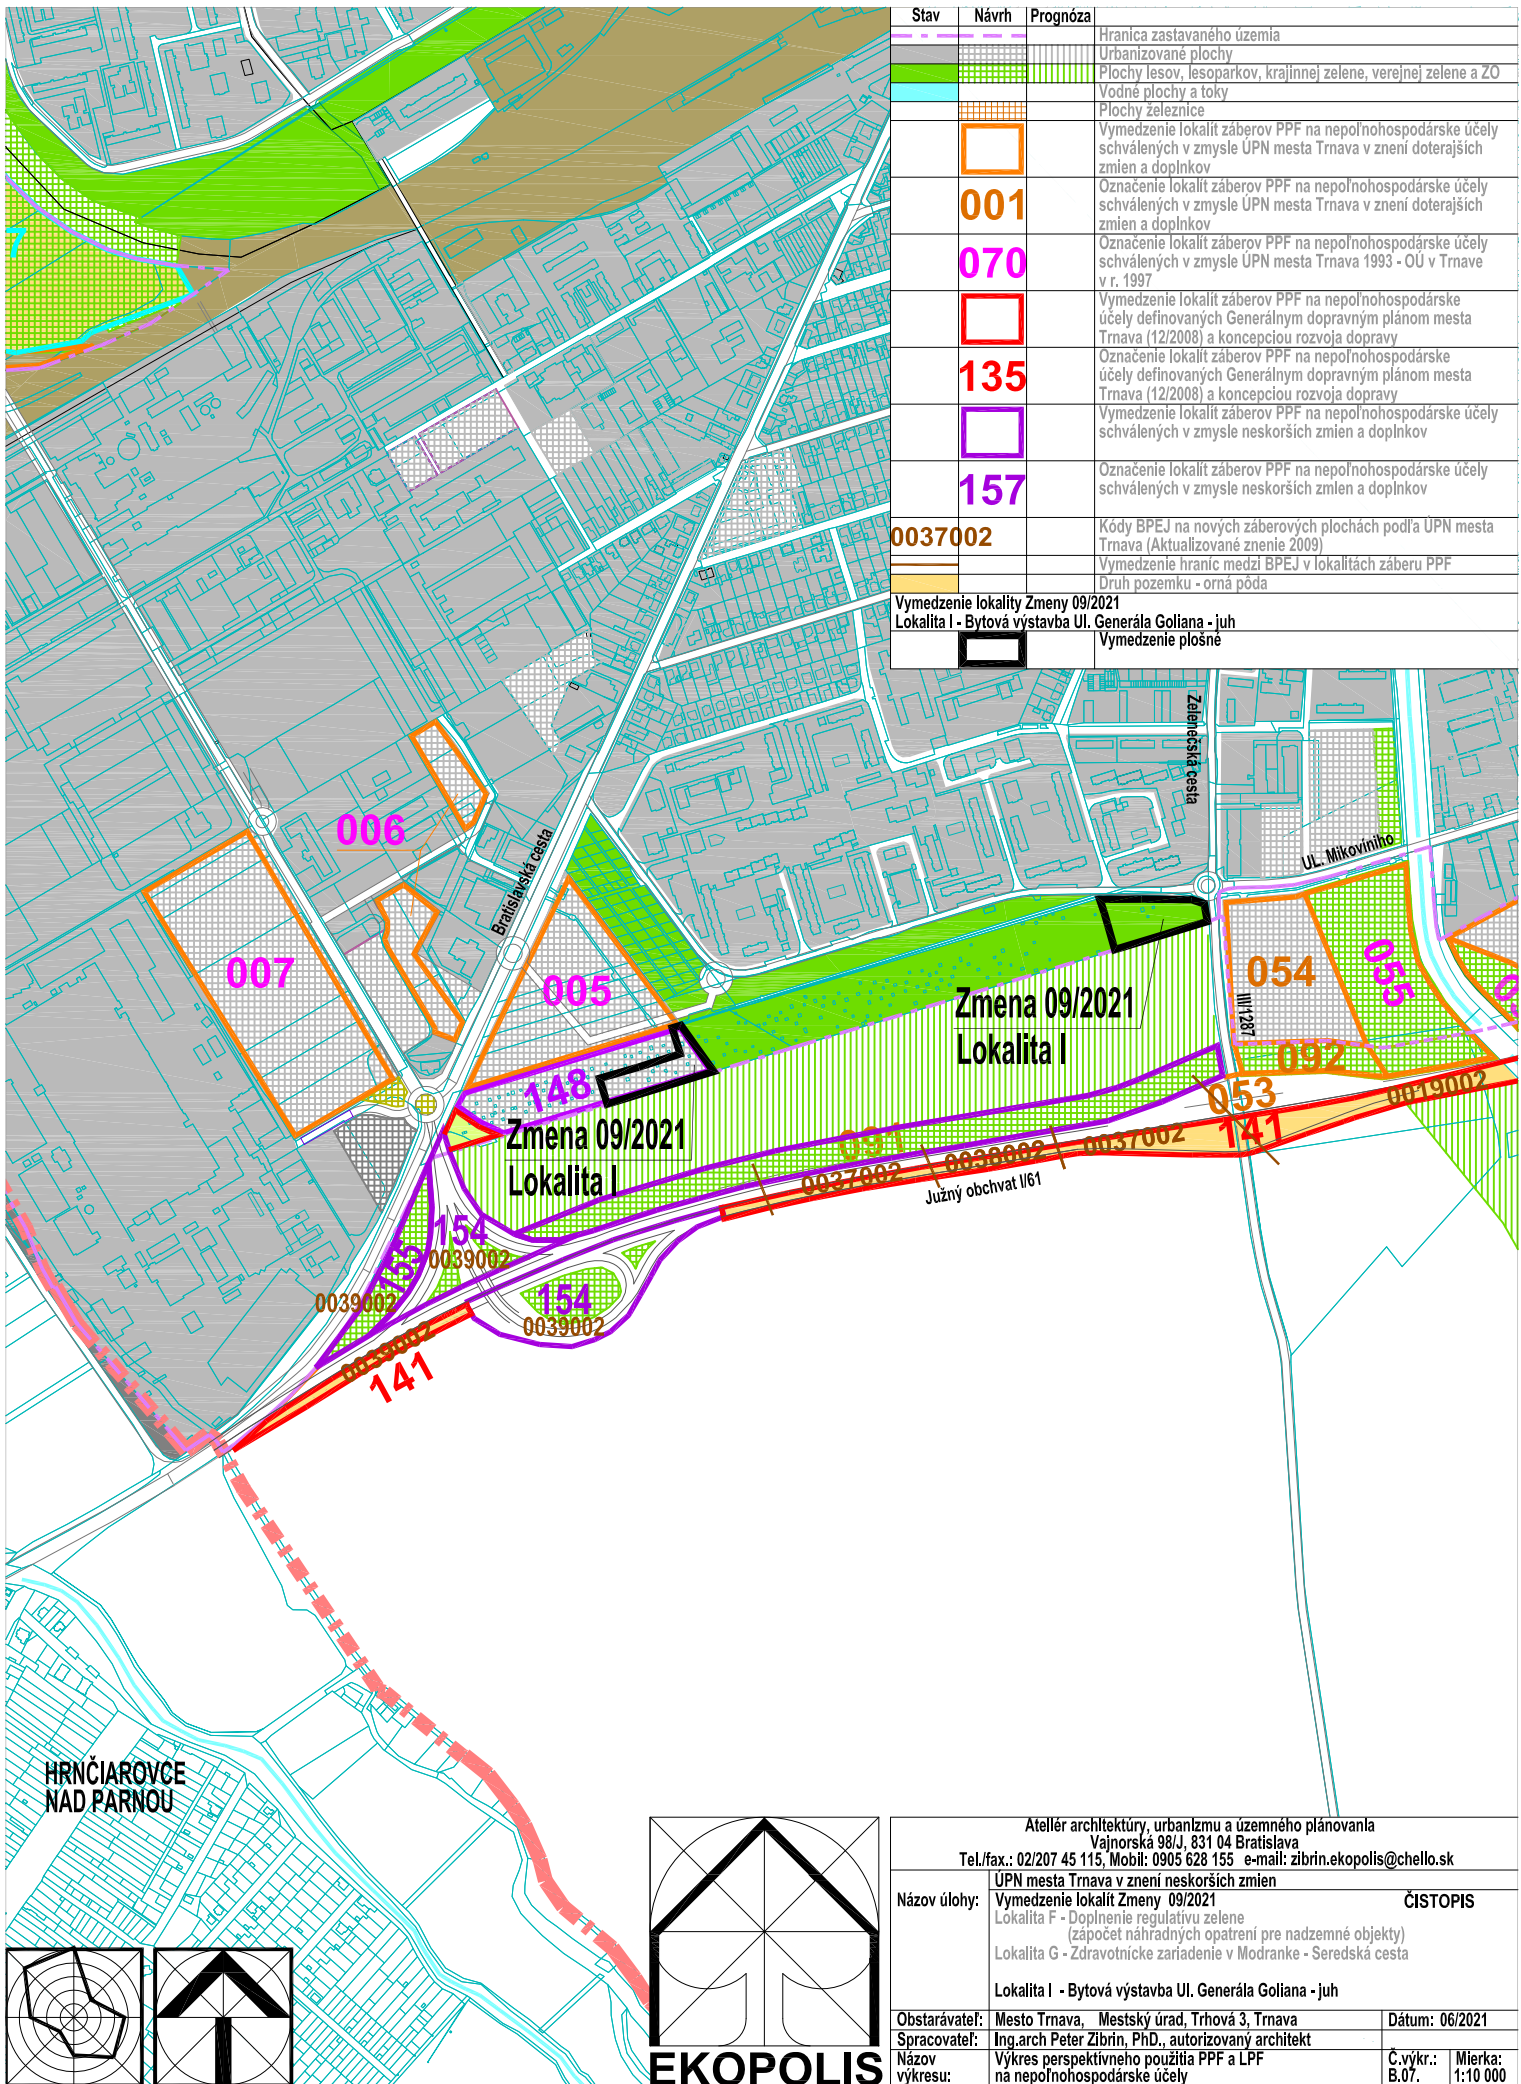 Stav Návrh Prognóza
Hranica zastavaného územia
Urbanizované plochy
Plochy lesov, lesoparkov, krajinnej zelene, verejnej zelene a ZO
Vodné plochy a toky
Plochy železnice
Vymedzenie lokalít záberov PPF na nepoľnohospodárske účely
schválených v zmysle ÚPN mesta Trnava v znení doterajších
zmien a doplnkov
001
Označenie lokalít záberov PPF na nepoľnohospodárske účely
schválených v zmysle ÚPN mesta Trnava v znení doterajších
zmien a doplnkov
070
Označenie lokalít záberov PPF na nepoľnohospodárske účely
schválených v zmysle ÚPN mesta Trnava 1993 - OÚ v Trnave
v r. 1997
Vymedzenie lokalít záberov PPF na nepoľnohospodárske
účely definovaných Generálnym dopravným plánom mesta
Trnava (12/2008) a koncepciou rozvoja dopravy
135
Označenie lokalít záberov PPF na nepoľnohospodárske
účely definovaných Generálnym dopravným plánom mesta
Trnava (12/2008) a koncepciou rozvoja dopravy
Vymedzenie lokalít záberov PPF na nepoľnohospodárske účely
schválených v zmysle neskorších zmien a doplnkov
157
Označenie lokalít záberov PPF na nepoľnohospodárske účely
schválených v zmysle neskorších zmien a doplnkov
0037002
Kódy BPEJ na nových záberových plochách podľa ÚPN mesta
Trnava (Aktualizované znenie 2009)
Vymedzenie hraníc medzi BPEJ v lokalitách záberu PPF
Druh pozemku - orná pôda
Vymedzenie lokality Zmeny 09/2021
Lokalita I - Bytová výstavba Ul. Generála Goliana - juh
Vymedzenie plošné
7
Zelenečská cesta
UL. Mikovíniho
006
Bratislavská cesta
007
005
054
055
III/1287
Zmena 09/2021
Lokalita I
092
053
0019002
148
Zmena 09/2021
Lokalita I
091
141
0037002
0038002
0037002
Južný obchvat I/61
154
0039002
155
0039002
154
0039002
0039002
141
HRNČIAROVCE
NAD PARNOU
EKOPOLIS
Ateliér architektúry, urbanizmu a územného plánovania
Vajnorská 98/J, 831 04 Bratislava
Tel./fax.: 02/207 45 115, Mobil: 0905 628 155 e-mail: zibrin.ekopolis@chello.sk
Názov úlohy:
ÚPN mesta Trnava v znení neskorších zmien
Vymedzenie lokalít Zmeny 09/2021 ČISTOPIS
Lokalita F - Doplnenie regulatívu zelene
(zápočet náhradných opatrení pre nadzemné objekty)
Lokalita G - Zdravotnícke zariadenie v Modranke - Seredská cesta
Lokalita I - Bytová výstavba Ul. Generála Goliana - juh
Obstarávateľ: Mesto Trnava, Mestský úrad, Trhová 3, Trnava Dátum: 06/2021
Spracovateľ: Ing.arch Peter Zibrin, PhD., autorizovaný architekt
Názov výkresu: Výkres perspektívneho použitia PPF a LPF
na nepoľnohospodárske účely
Č.výkr.: B.07.
Mierka: 1:10 000